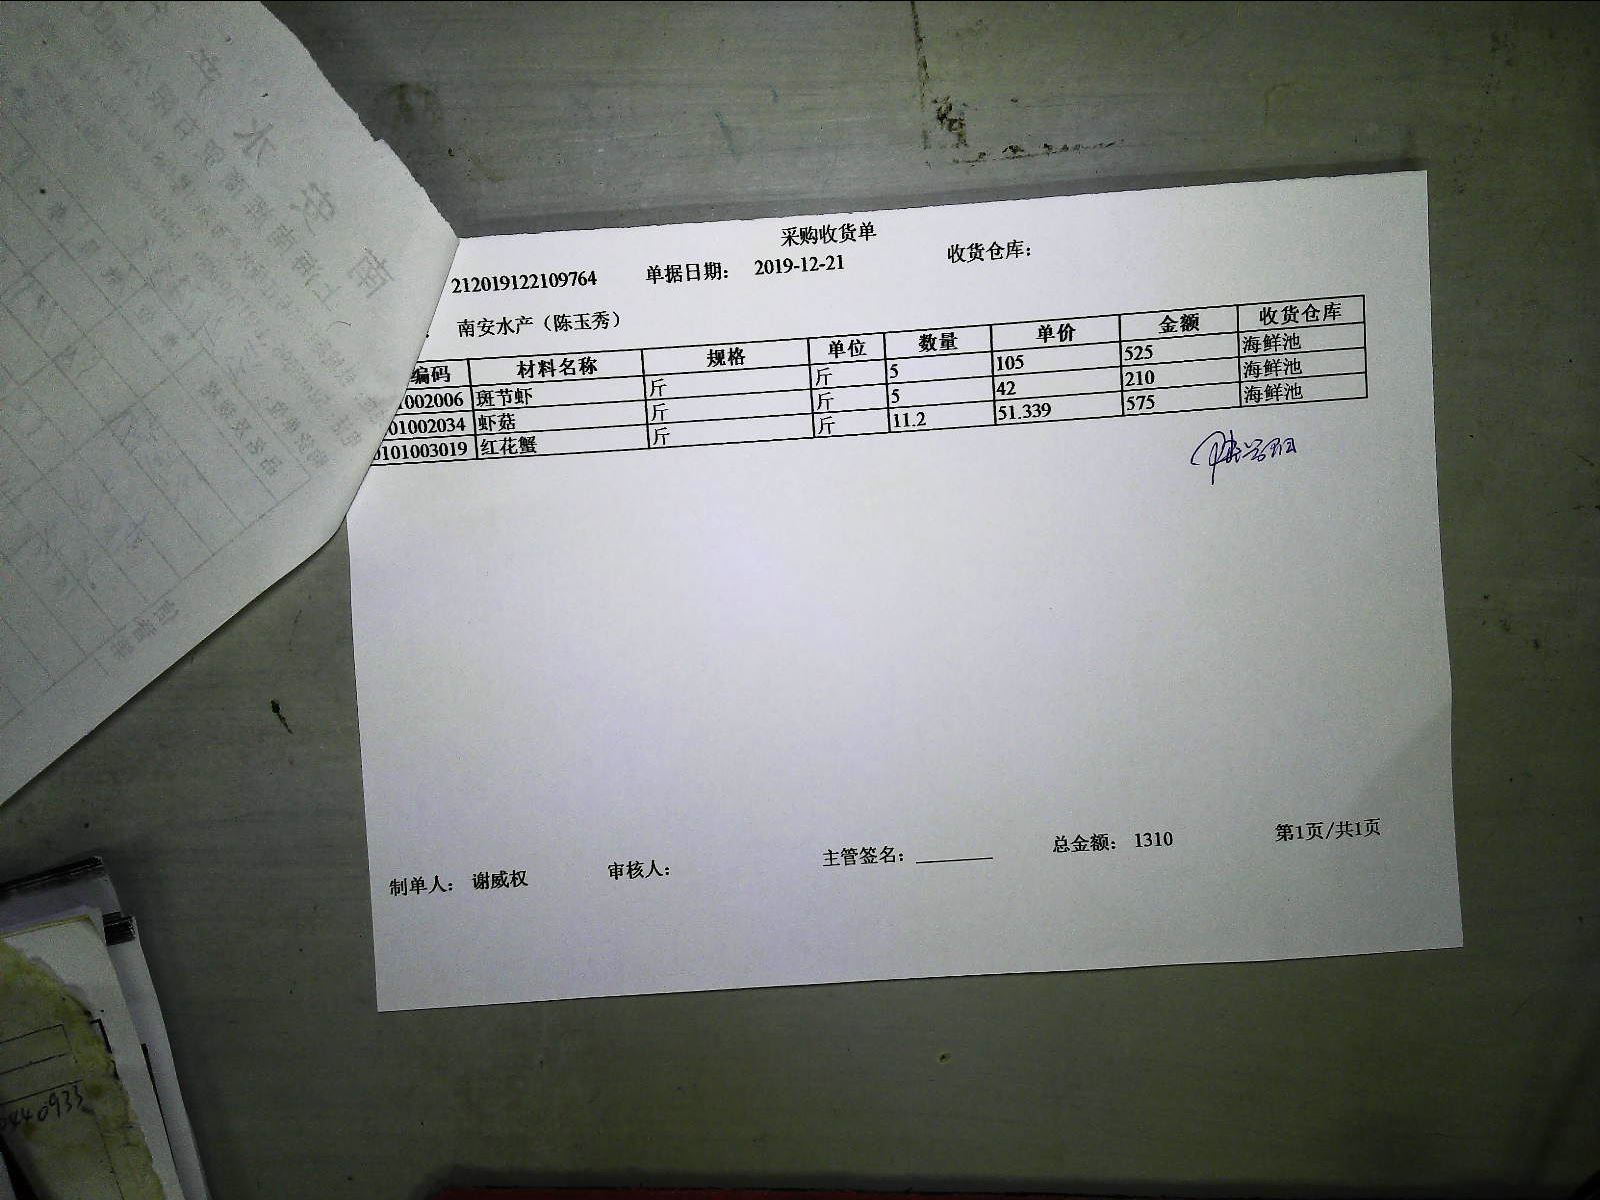 采购收货单
212019122109764 单据日期： 2019-12-21 收货仓库：
南安水产（陈玉秀）
编码 材料名称 规格 单位 数量 单价 金额 收货仓库
1002006 斑节虾 斤 斤 5 105 525 海鲜池
01002034 虾菇 斤 斤 5 42 210 海鲜池
0101003019 红花蟹 斤 斤 11.2 51.339 575 海鲜池
制单人： 谢威权 审核人： 主管签名： 总金额： 1310 第1页/共1页
南安水
440933